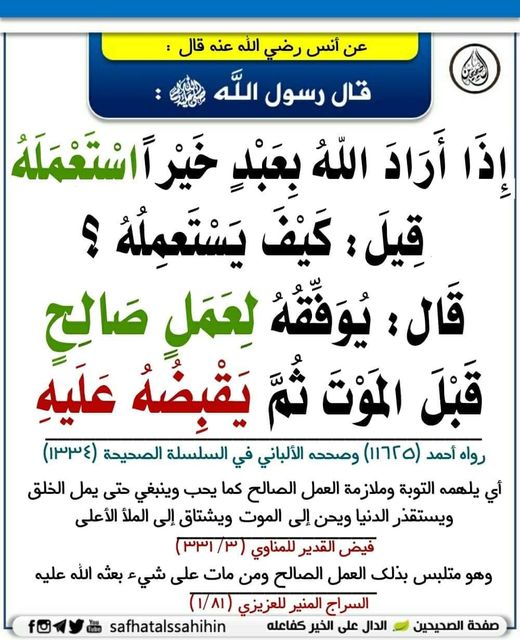 عن أنس رضي الله عنه قال :
قال رسول اللَّه ﷺ :
إِذَا أَرَادَ اللّهُ بِعَبْدٍ خَيْراً اسْتَعْمَلَهُ
قِيلَ : كَيْفَ يَسْتَعمِلُهُ ؟
قَال : يُوَفِّقُهُ لِعَمَلٍ صَالِحٍ
قَبْلَ المَوْتَ ثُمَّ يَقْبِضُهُ عَلَيهِ
رواه أحمد (١١٦٢٥) وصححه الألباني في السلسلة الصحيحة (١٣٣٤)
أي يلهمه التوبة وملازمة العمل الصالح كما يحب وينبغي حتى يمل الخلق
ويستقذر الدنيا ويحن إلى الموت ويشتاق إلى الملأ الأعلى
فيض القدير للمناوي (٣٣١/٣)
وهو متلبس بذلك العمل الصالح ومن مات على شيء بعثه الله عليه
السراج المنير للعزيزي (١/٨١)
صفحة الصحيحين الدال على الخير كفاعله safhatalssahihin You Tube